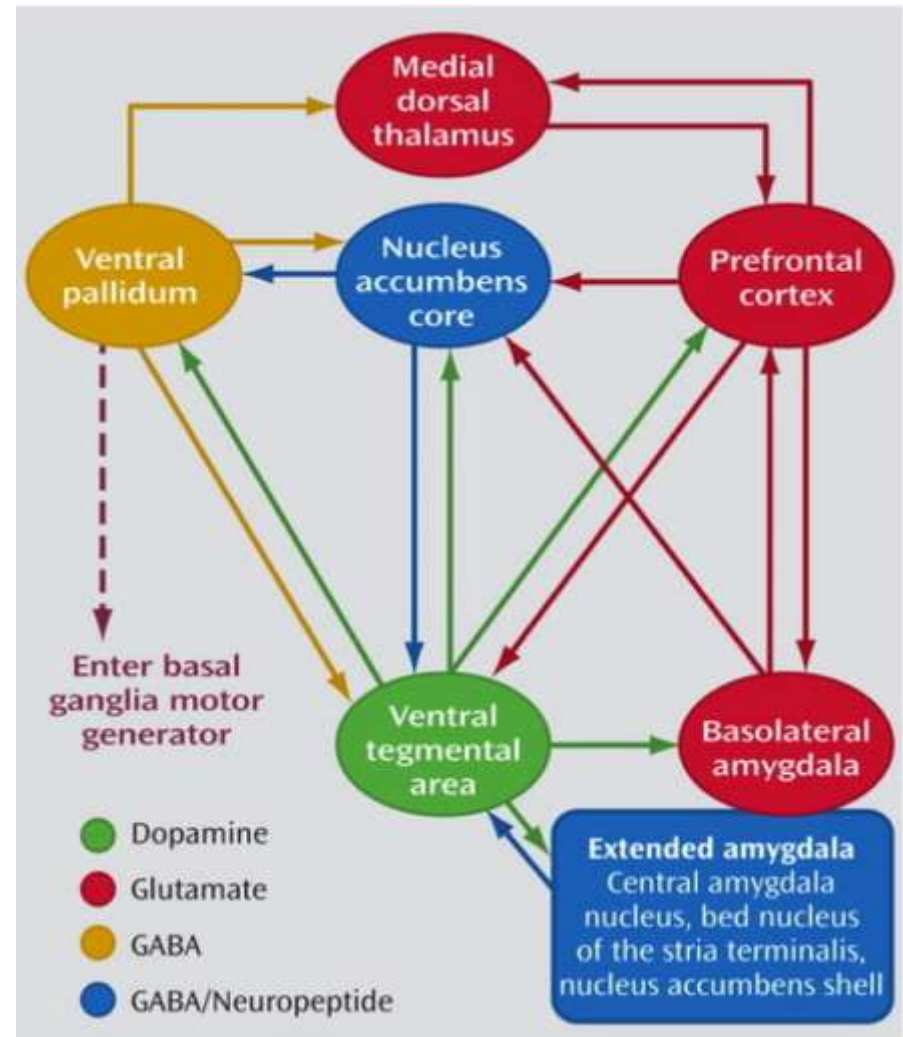 Medial
dorsal
thalamus
Ventral
pallidum
Nucleus
accumbens
core
Prefrontal
cortex
Enter basal
ganglia motor
generator
Ventral
tegmental
area
Basolateral
amygdala
Extended amygdala
Central amygdala
nucleus, bed nucleus
of the stria terminalis,
nucleus accumbens shell
Dopamine
Glutamate
GABA
GABA/Neuropeptide